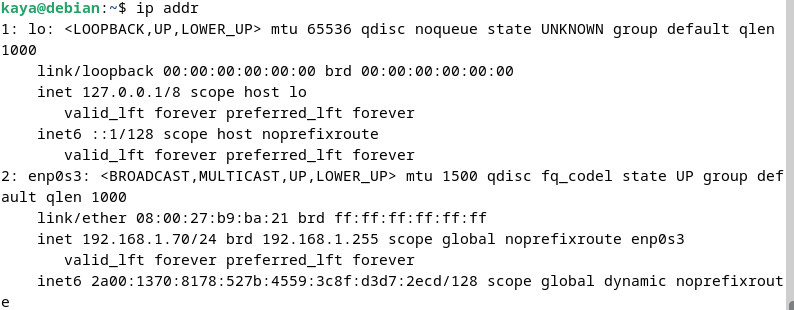 kaya@debian:~$ ip addr
1: lo: <LOOPBACK,UP,LOWER_UP> mtu 65536 qdisc noqueue state UNKNOWN group default qlen
1000
    link/loopback 00:00:00:00:00:00 brd 00:00:00:00:00:00
    inet 127.0.0.1/8 scope host lo
       valid_lft forever preferred_lft forever
    inet6 ::1/128 scope host noprefixroute
       valid_lft forever preferred_lft forever
2: enp0s3: <BROADCAST,MULTICAST,UP,LOWER_UP> mtu 1500 qdisc fq_codel state UP group def
ault qlen 1000
    link/ether 08:00:27:b9:ba:21 brd ff:ff:ff:ff:ff:ff
    inet 192.168.1.70/24 brd 192.168.1.255 scope global noprefixroute enp0s3
       valid_lft forever preferred_lft forever
    inet6 2a00:1370:8178:527b:4559:3c8f:d3d7:2ecd/128 scope global dynamic noprefixrout
e